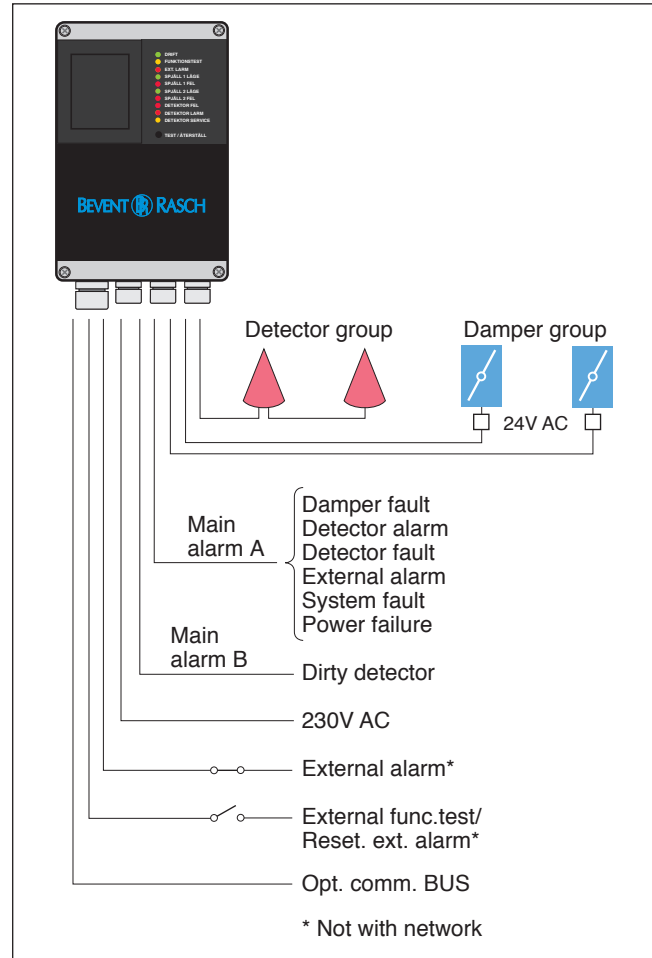 DRIFT
FUNKTIONSTEST
EXT. LARM
SPJÄLL 1 LÄGE
SPJÄLL 1 FEL
SPJÄLL 2 LÄGE
SPJÄLL 2 FEL
DETEKTOR FEL
DETEKTOR LARM
DETEKTOR SERVICE
TEST / ÅTERSTÄLL
BEVENT RASCH
Detector group
Damper group
24V AC
Main
alarm A
Damper fault
Detector alarm
Detector fault
External alarm
System fault
Power failure
Main
alarm B
Dirty detector
230V AC
External alarm*
External func.test/
Reset. ext. alarm*
Opt. comm. BUS
* Not with network